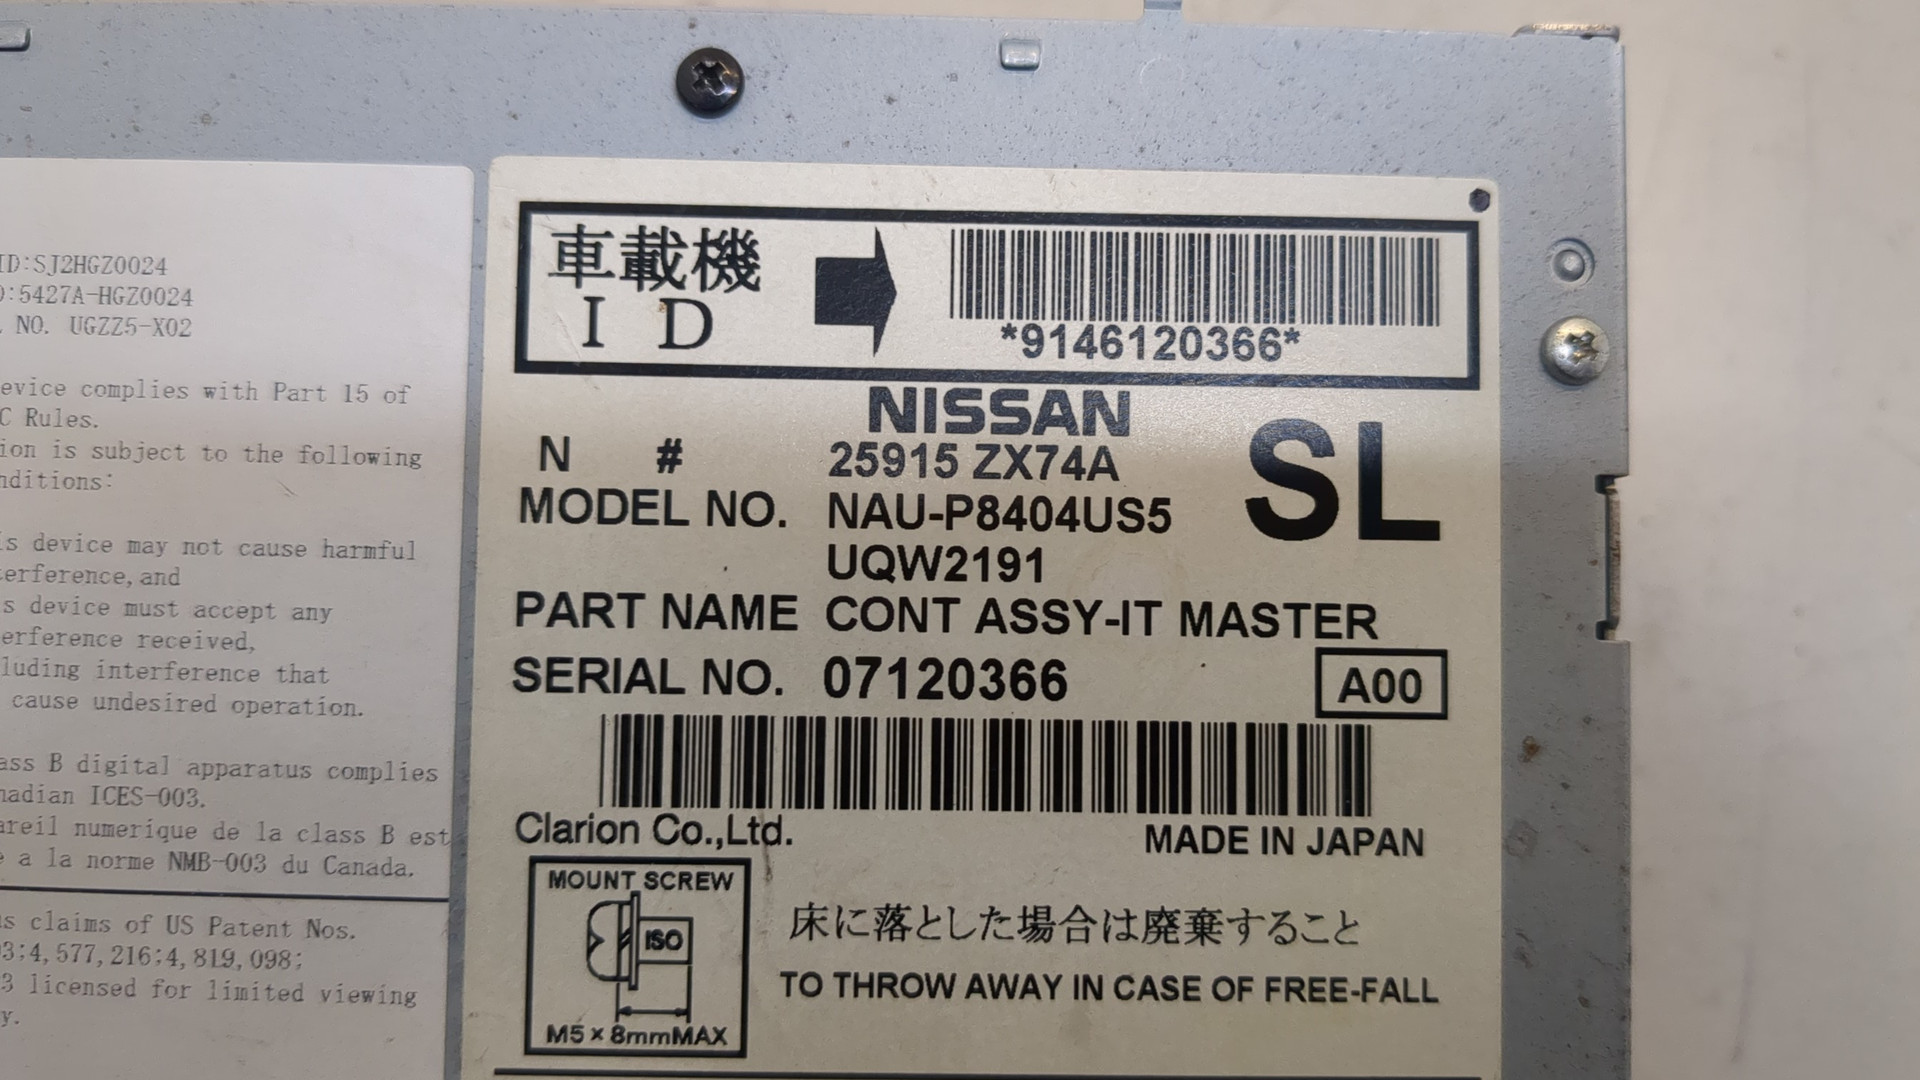 ID:SJ2HGZ0024
:5427A-HGZ0024
NO. UGZZ5-X02
evice complies with Part 15 of
C Rules.
ion is subject to the following
nditions:
is device may not cause harmful
erference,and
s device must accept any
erference received,
luding interference that
cause undesired operation.
ass B digital apparatus complies
nadian ICES-003.
areil numerique de la class B est
e a la norme NMB-003 du Canada.
s claims of US Patent Nos.
03;4,577,216;4,819,098;
3 licensed for limited viewing
y.
車載機
ID
*9146120366*
NISSAN
N # 25915 ZX74A
SL
MODEL NO. NAU-P8404US5
UQW2191
PART NAME CONT ASSY-IT MASTER
SERIAL NO. 07120366
A00
Clarion Co.,Ltd.
MADE IN JAPAN
MOUNT SCREW
ISO
M5×8mmMAX
床に落とした場合は廃棄すること
TO THROW AWAY IN CASE OF FREE-FALL